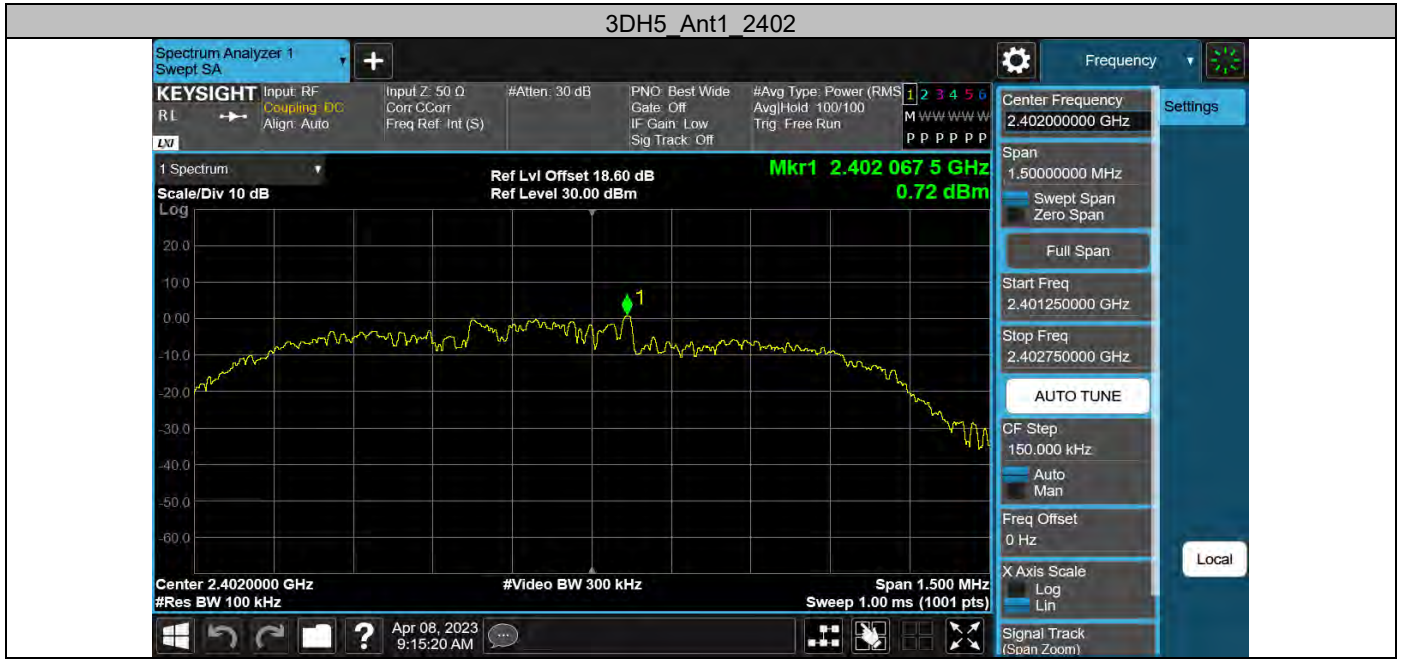 3DH5_Ant1_2402
Spectrum Analyzer 1
Swept SA
+
Frequency
KEYSIGHT
Input: RF
Input Z: 50 Ω
#Atten: 30 dB
PNO: Best Wide
#Avg Type: Power (RMS
1 2 3 4 5 6
RL
Coupling: DC
Corr CCorr
Gate: Off
Avg|Hold: 100/100
M W W W W W
Align: Auto
Freq Ref: Int (S)
IF Gain: Low
Trig: Free Run
LXI
Sig Track: Off
P P P P P P
Center Frequency
2.402000000 GHz
Settings
1 Spectrum
Ref Lvl Offset 18.60 dB
Mkr1 2.402 067 5 GHz
Scale/Div 10 dB
Ref Level 30.00 dBm
0.72 dBm
Log
20.0
10.0
0.00
-10.0
-20.0
-30.0
-40.0
-50.0
-60.0
1
Center 2.4020000 GHz
#Video BW 300 kHz
Span 1.500 MHz
#Res BW 100 kHz
Sweep 1.00 ms (1001 pts)
Span
1.50000000 MHz
Swept Span
Zero Span
Full Span
Start Freq
2.401250000 GHz
Stop Freq
2.402750000 GHz
AUTO TUNE
CF Step
150.000 kHz
Auto
Man
Freq Offset
0 Hz
X Axis Scale
Log
Lin
Signal Track
(Span Zoom)
Local
?
Apr 08, 2023
9:15:20 AM